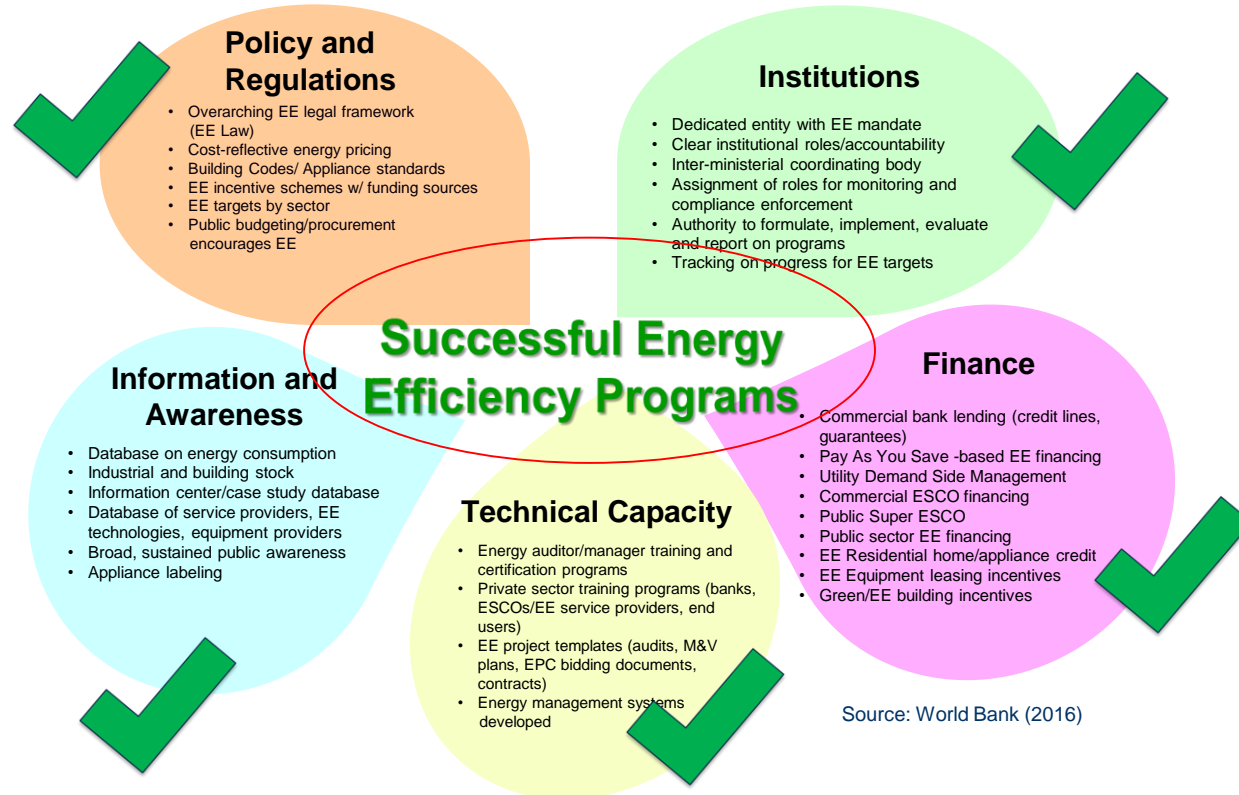 Policy and
Regulations
• Overarching EE legal framework
(EE Law)
• Cost-reflective energy pricing
• Building Codes/ Appliance standards
• EE incentive schemes w/ funding sources
• EE targets by sector
• Public budgeting/procurement
encourages EE
Institutions
• Dedicated entity with EE mandate
• Clear institutional roles/accountability
• Inter-ministerial coordinating body
• Assignment of roles for monitoring and
compliance enforcement
• Authority to formulate, implement, evaluate
and report on programs
• Tracking on progress for EE targets
Successful Energy
Efficiency Programs
Information and
Awareness
• Database on energy consumption
• Industrial and building stock
• Information center/case study database
• Database of service providers, EE
technologies, equipment providers
• Broad, sustained public awareness
• Appliance labeling
Technical Capacity
• Energy auditor/manager training and
certification programs
• Private sector training programs (banks,
ESCOs/EE service providers, end
users)
• EE project templates (audits, M&V
plans, EPC bidding documents,
contracts)
• Energy management systems
developed
Finance
• Commercial bank lending (credit lines,
guarantees)
• Pay As You Save -based EE financing
• Utility Demand Side Management
• Commercial ESCO financing
• Public Super ESCO
• Public sector EE financing
• EE Residential home/appliance credit
• EE Equipment leasing incentives
• Green/EE building incentives
Source: World Bank (2016)